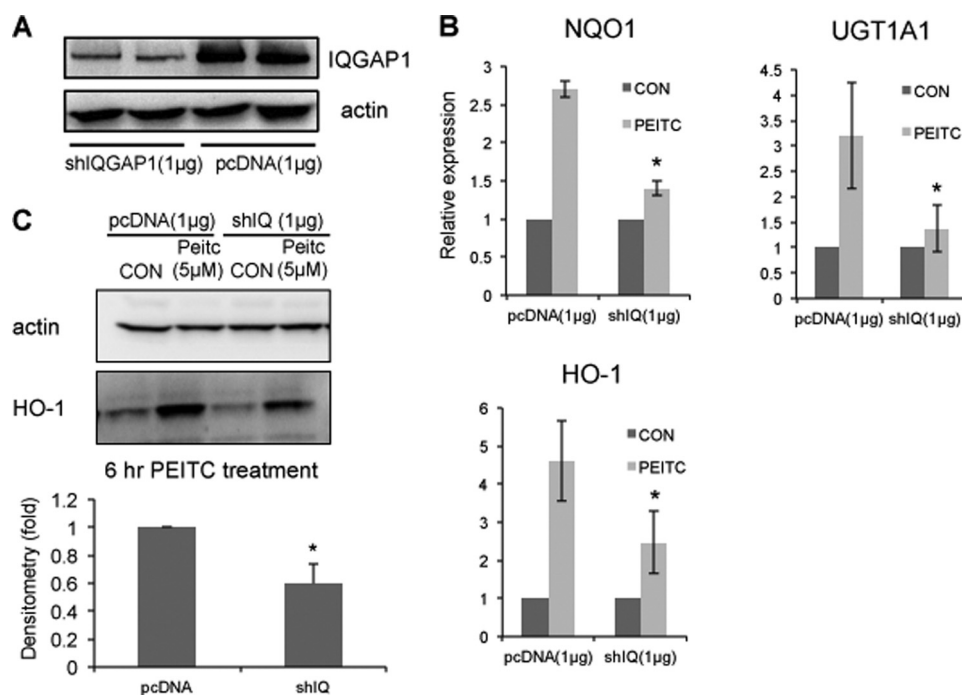 A
IQGAP1
actin
shIQGAP1(1µg) pcDNA(1µg)
B
NQO1
Relative expression
3
2.5
2
1.5
1
0.5
0
CON
PEITC
*
pcDNA(1µg) shIQ(1µg)
UGT1A1
4.5
4
3.5
3
2.5
2
1.5
1
0.5
0
CON
PEITC
*
pcDNA(1µg) shIQ(1µg)
HO-1
6
5
4
3
2
1
0
CON
PEITC
*
pcDNA(1µg) shIQ(1µg)
C
pcDNA(1µg) shIQ (1µg)
Peitc Peitc
CON (5µM) CON (5µM)
actin
HO-1
6 hr PEITC treatment
Densitometry (fold)
1.2
1
0.8
0.6
0.4
0.2
0
*
pcDNA shIQ